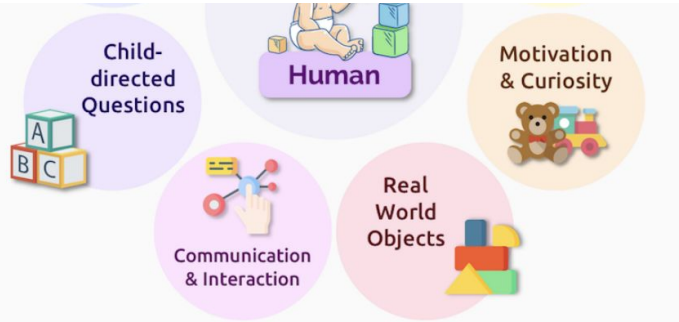 Child-
directed
Questions
A
B C
Human
Motivation
& Curiosity
Communication
& Interaction
Real
World
Objects